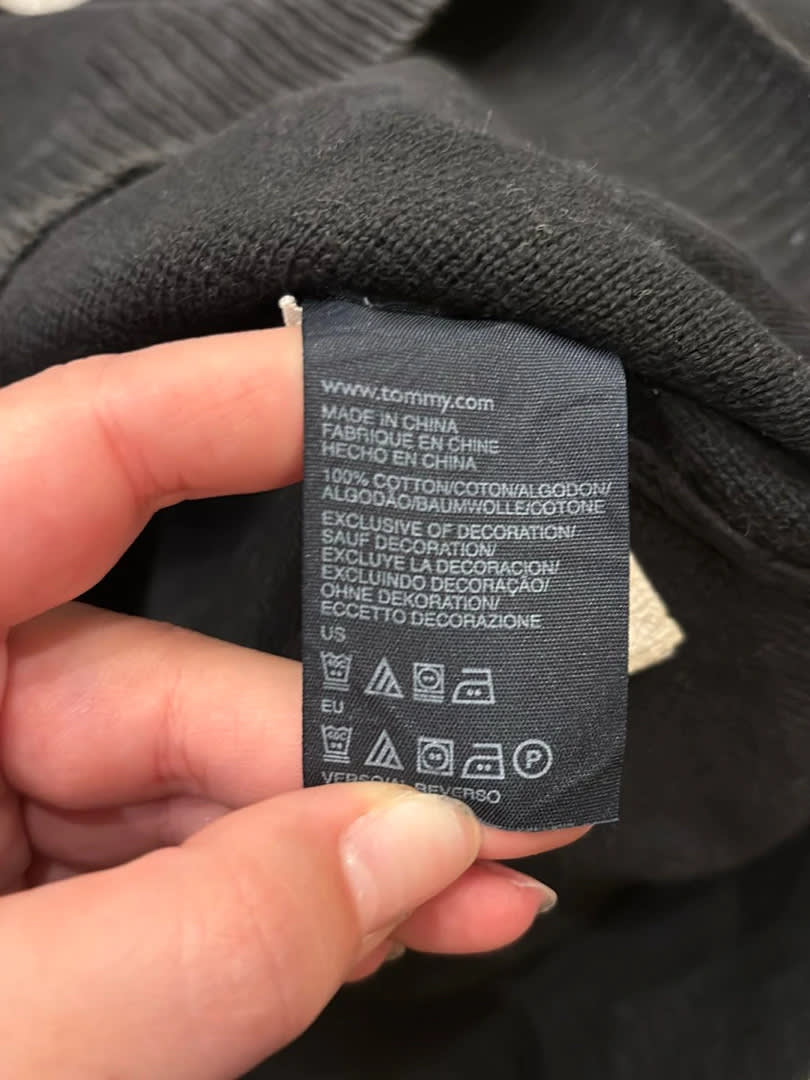 www.tommy.com
MADE IN CHINA
FABRIQUE EN CHINE
HECHO EN CHINA
100% COTTON/COTON/ALGODON/
ALGODÃO/BAUMWOLLE/COTONE
EXCLUSIVE OF DECORATION/
SAUF DECORATION/
EXCLUYE LA DECORACION/
EXCLUINDO DECORAÇÃO/
OHNE DEKORATION/
ECCETTO DECORAZIONE
US
EU
P
REVERSO